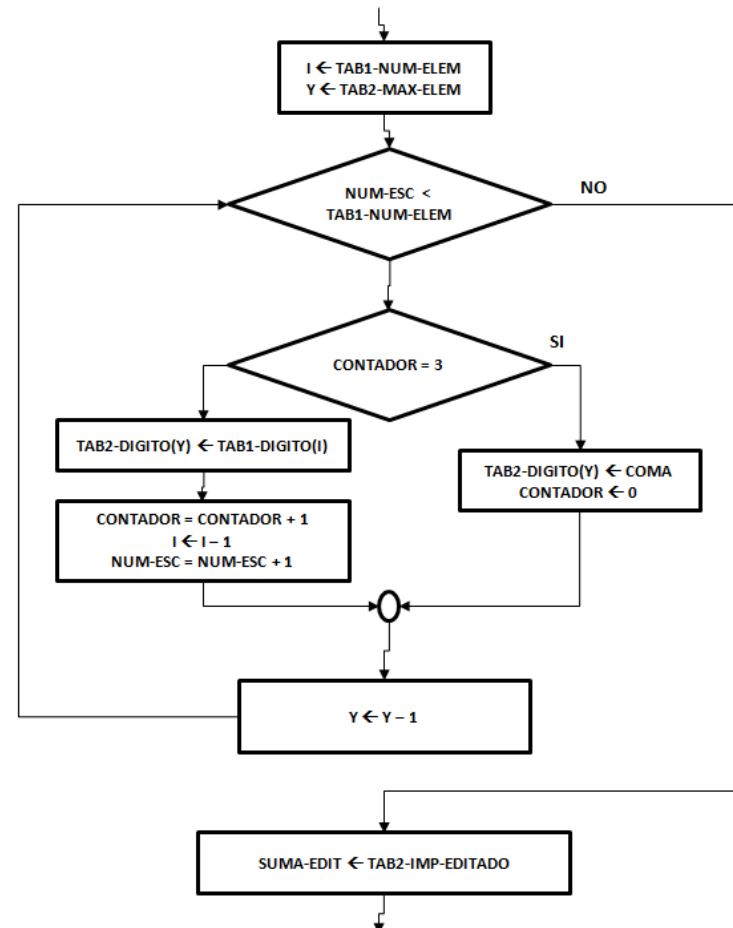 I ← TAB1-NUM-ELEM
Y ← TAB2-MAX-ELEM
NUM-ESC <
TAB1-NUM-ELEM
NO
CONTADOR = 3
SI
TAB2-DIGITO(Y) ← TAB1-DIGITO(I)
CONTADOR = CONTADOR + 1
I ← I – 1
NUM-ESC = NUM-ESC + 1
TAB2-DIGITO(Y) ← COMA
CONTADOR ← 0
Y ← Y – 1
SUMA-EDIT ← TAB2-IMP-EDITADO